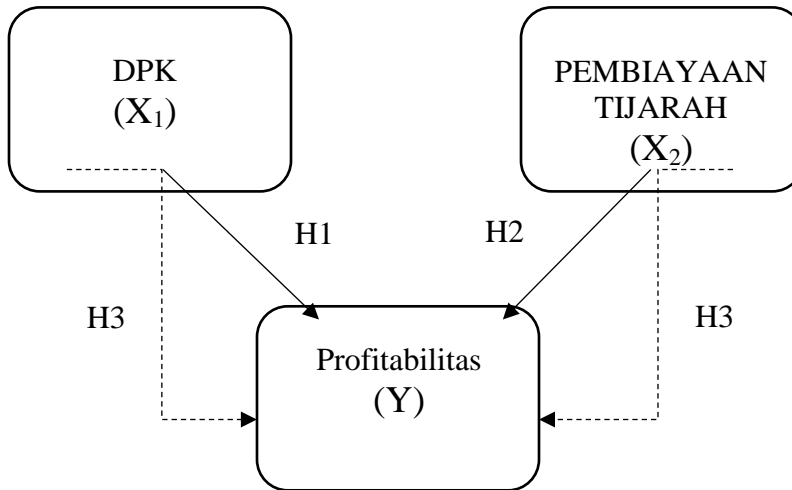 DPK
(X₁)
PEMBIAYAAN
TIJARAH
(X₂)
H1
H2
H3
H3
Profitabilitas
(Y)